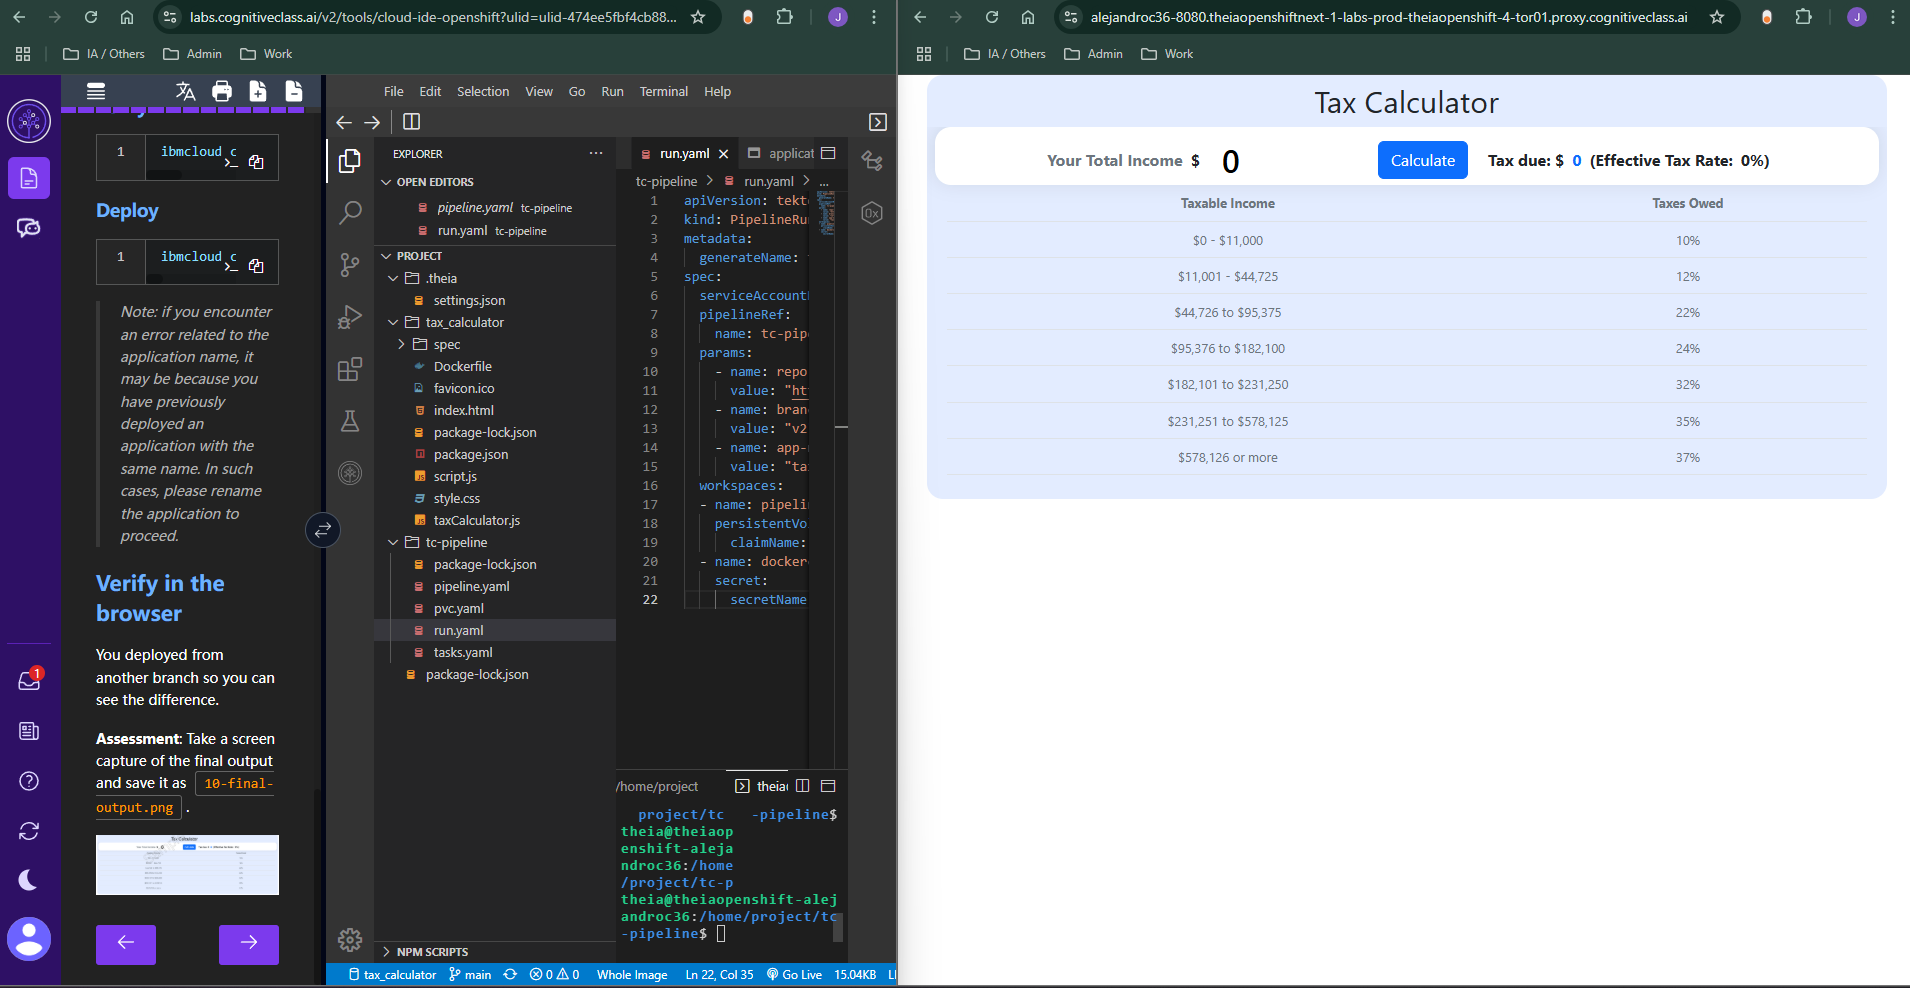 labs.cognitiveclass.ai/v2/tools/cloud-ide-openshift?ulid=ulid-474ee5fbf4cb88...
J
IA / Others
Admin
Work
1
ibmcloud c
Deploy
1
ibmcloud c
Note: if you encounter
an error related to the
application name, it
may be because you
have previously
deployed an
application with the
same name. In such
cases, please rename
the application to
proceed.
Verify in the
browser
You deployed from
another branch so you can
see the difference.
Assessment: Take a screen
capture of the final output
and save it as 10-final-
output.png .
1
File Edit Selection View Go Run Terminal Help
EXPLORER
OPEN EDITORS
pipeline.yaml tc-pipeline
run.yaml tc-pipeline
PROJECT
.theia
settings.json
tax_calculator
spec
Dockerfile
favicon.ico
index.html
package-lock.json
package.json
script.js
style.css
taxCalculator.js
tc-pipeline
package-lock.json
pipeline.yaml
pvc.yaml
run.yaml
tasks.yaml
package-lock.json
NPM SCRIPTS
run.yaml
applicat
tc-pipeline > run.yaml > ...
1 apiVersion: tekt
2 kind: PipelineRu
3 metadata:
4 generateName:
5 spec:
6 serviceAccount
7 pipelineRef:
8 name: tc-pip
9 params:
10 - name: repo
11 value: "ht
12 - name: bran
13 value: "v2
14 - name: app-
15 value: "ta
16 workspaces:
17 - name: pipeli
18 persistentVo
19 claimName:
20 - name: docker
21 secret:
22 secretName
0x
/home/project
theia
project/tc -pipeline$
theia@theiaop
enshift-aleja
ndroc36:/home
/project/tc-p
theia@theiaopenshift-alej
androc36:/home/project/tc
-pipeline$
tax_calculator main 0 0 Whole Image Ln 22, Col 35 Go Live 15.04KB
alejandroc36-8080.theiaopenshiftnext-1-labs-prod-theiaopenshift-4-tor01.proxy.cognitiveclass.ai
J
IA / Others
Admin
Work
Tax Calculator
Your Total Income $ 0
Calculate
Tax due: $ 0 (Effective Tax Rate: 0%)
Taxable Income Taxes Owed
$0 - $11,000 10%
$11,001 - $44,725 12%
$44,726 to $95,375 22%
$95,376 to $182,100 24%
$182,101 to $231,250 32%
$231,251 to $578,125 35%
$578,126 or more 37%